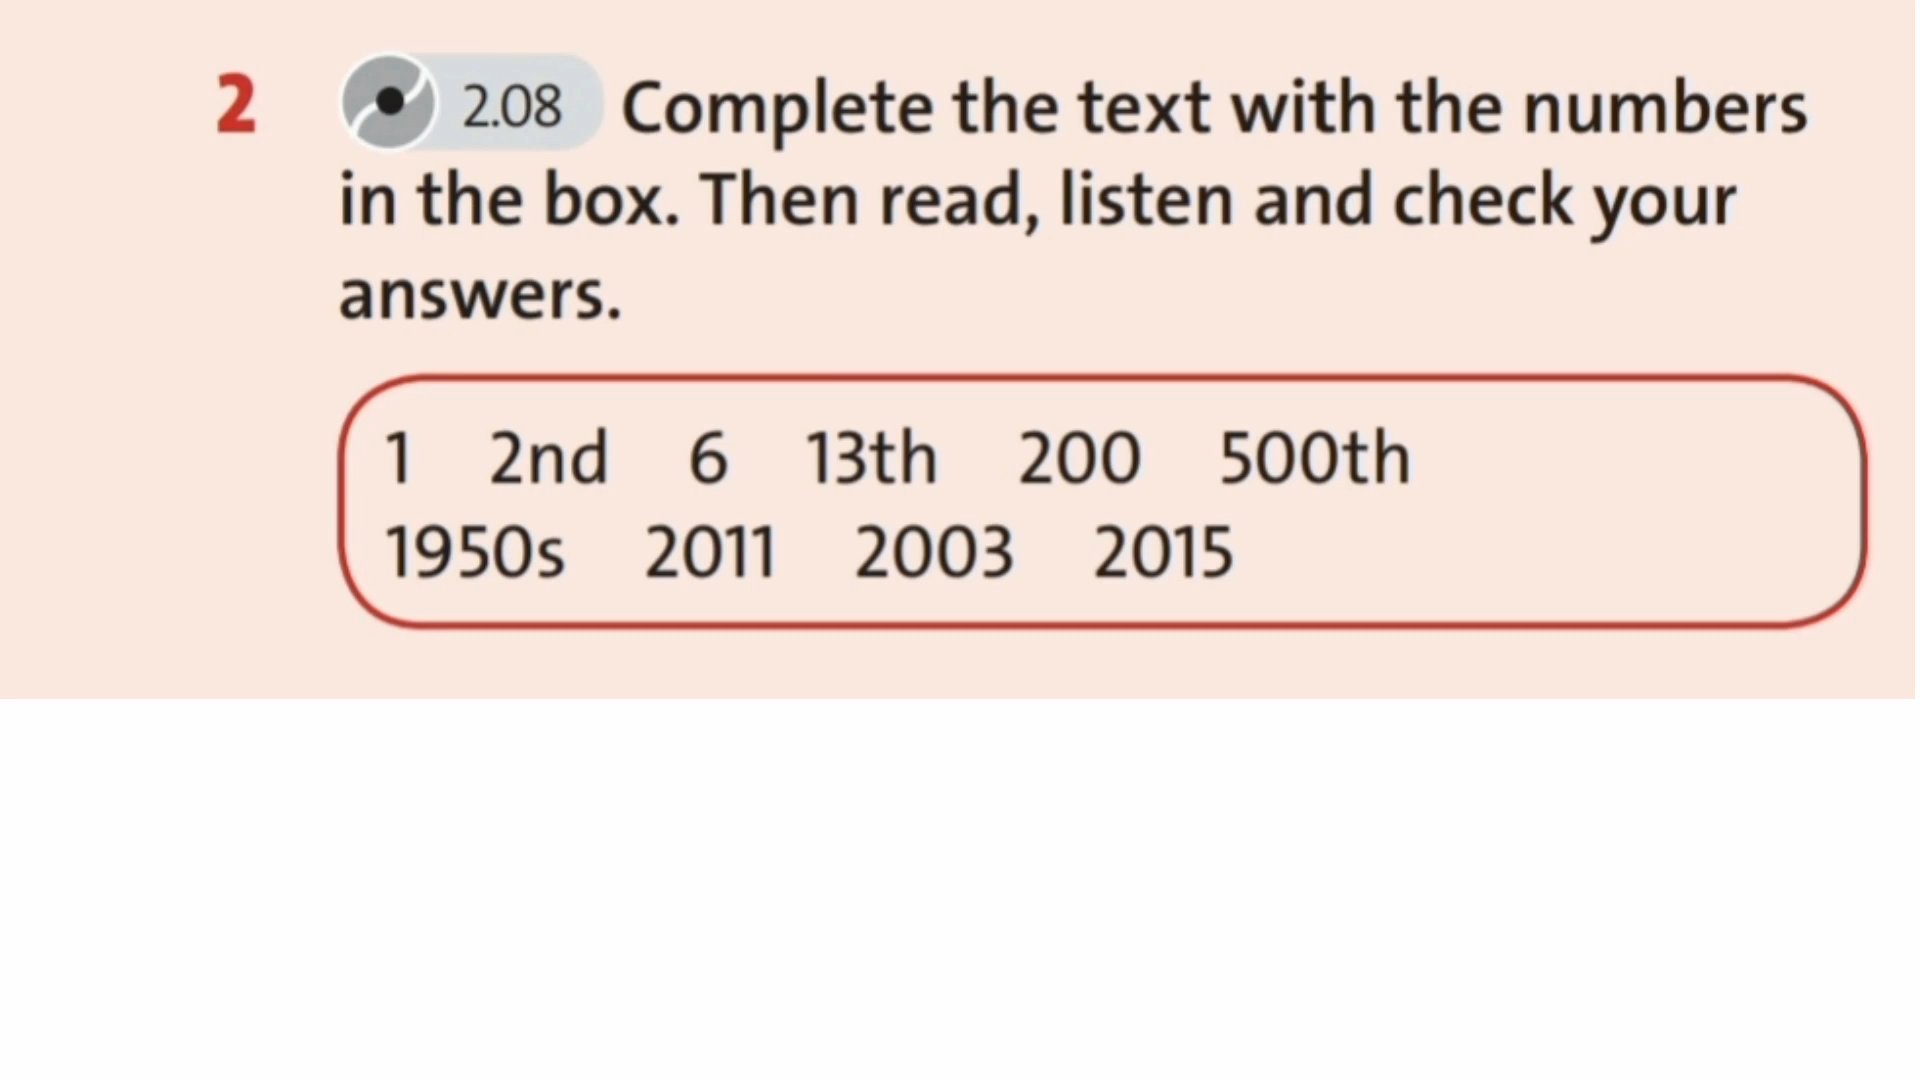 2 2.08 Complete the text with the numbers
in the box. Then read, listen and check your
answers.
1 2nd 6 13th 200 500th
1950s 2011 2003 2015